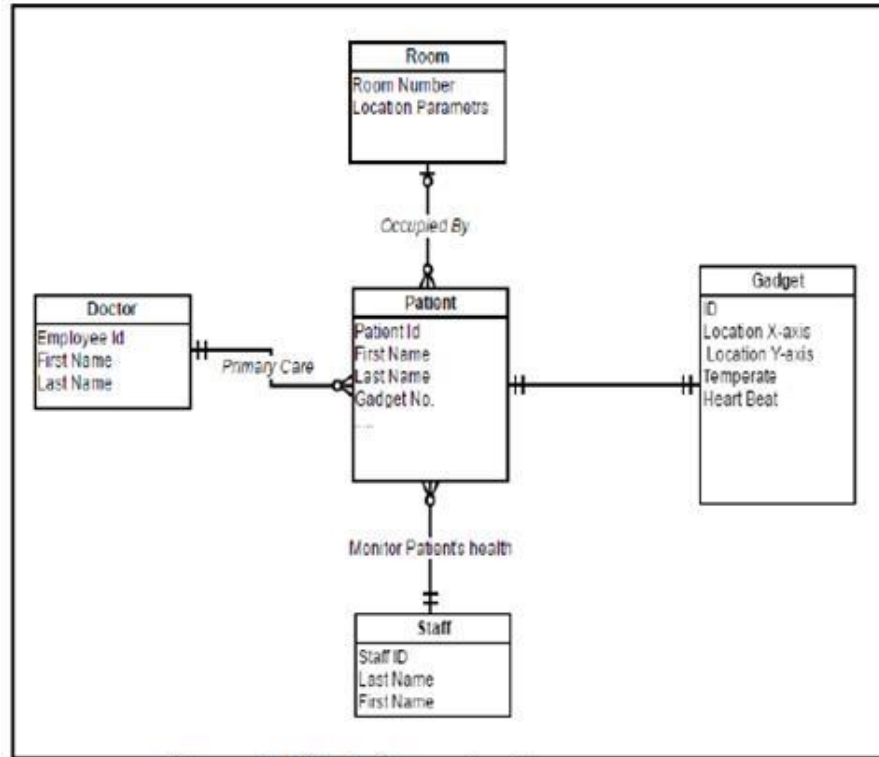 Room
Room Number
Location Parametrs
Occupied By
Doctor
Employee Id
First Name
Last Name
Primary Care
Patient
Patient Id
First Name
Last Name
Gadget No.
....
Gadget
ID
Location X-axis
Location Y-axis
Temperate
Heart Beat
Monitor Patient's health
Staff
Staff ID
Last Name
First Name